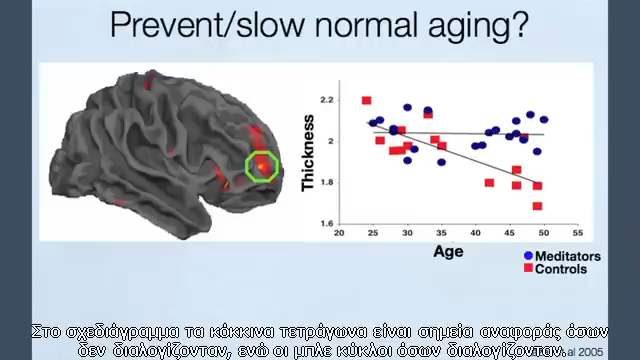 Prevent/slow normal aging?
Thickness
2.2
2
1.8
1.6
20 25 30 35 40 45 50 55
Age
Meditators
Controls
al 2005
Στο σχεδιάγραμμα τα κόκκινα τετράγωνα είναι σημεία αναφοράς όσων
δεν διαλογίζονταν, ενώ οι μπλε κύκλοι όσων διαλογίζονταν.